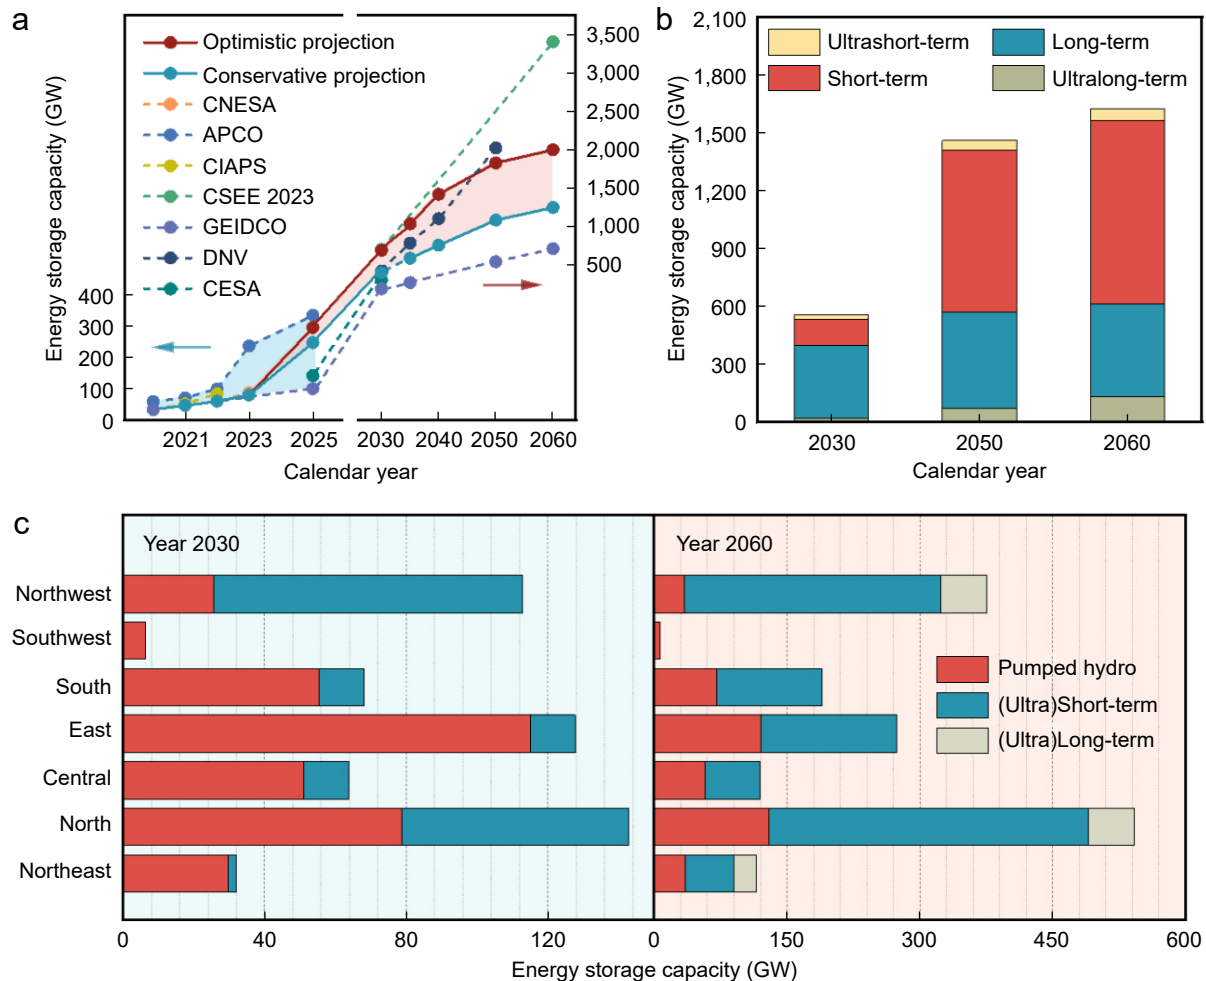 a
Energy storage capacity (GW)
Optimistic projection
Conservative projection
CNESA
APCO
CIAPS
CSEE 2023
GEIDCO
DNV
CESA
400
300
200
100
0
3,500
3,000
2,500
2,000
1,500
1,000
500
2021 2023 2025 2030 2040 2050 2060
Calendar year
b
Energy storage capacity (GW)
2,100
1,800
1,500
1,200
900
600
300
0
Ultrashort-term Long-term
Short-term Ultralong-term
2030 2050 2060
Calendar year
c
Year 2030 Year 2060
Northwest
Southwest
South
East
Central
North
Northeast
Pumped hydro
(Ultra)Short-term
(Ultra)Long-term
0 40 80 120 0 150 300 450 600
Energy storage capacity (GW)